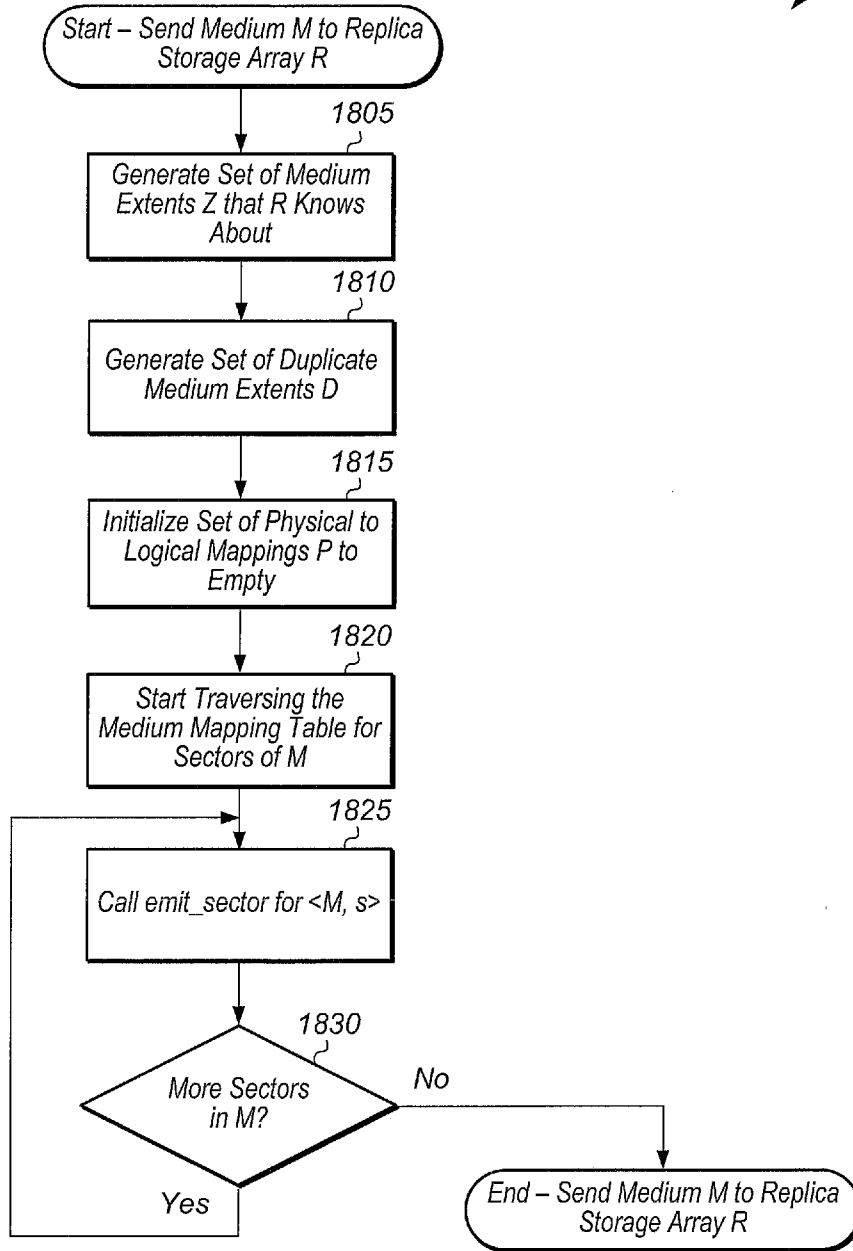 Start – Send Medium M to Replica
Storage Array R
1805
Generate Set of Medium
Extents Z that R Knows
About
1810
Generate Set of Duplicate
Medium Extents D
1815
Initialize Set of Physical to
Logical Mappings P to
Empty
1820
Start Traversing the
Medium Mapping Table for
Sectors of M
1825
Call emit_sector for <M, s>
1830
More Sectors
in M?
No
Yes
End – Send Medium M to Replica
Storage Array R